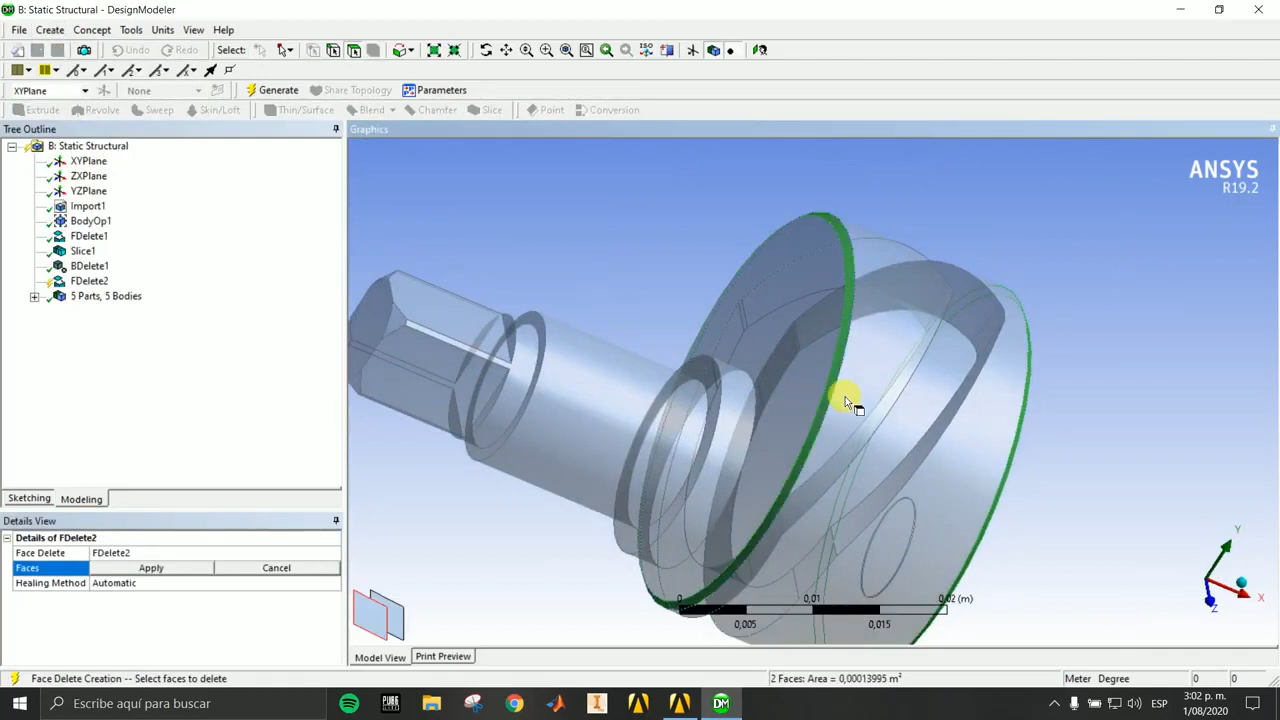 B: Static Structural - DesignModeler
File Create Concept Tools Units View Help
Undo Redo Select: ISO
XYPlane None Generate Share Topology Parameters
Extrude Revolve Sweep Skin/Loft Thin/Surface Blend Chamfer Slice Point Conversion
Tree Outline
B: Static Structural
XYPlane
ZXPlane
YZPlane
Import1
BodyOp1
FDelete1
Slice1
BDelete1
FDelete2
5 Parts, 5 Bodies
Sketching Modeling
Details View
Details of FDelete2
Face Delete FDelete2
Faces Apply Cancel
Healing Method Automatic
Graphics
ANSYS
R19.2
0,01 0,02 (m)
0,005 0,015
Y
X
Z
Model View Print Preview
Face Delete Creation -- Select faces to delete 2 Faces: Area = 0,00013995 m² Meter Degree 0 0
Escribe aquí para buscar
PUBG
DM
ESP
3:02 p. m.
1/08/2020